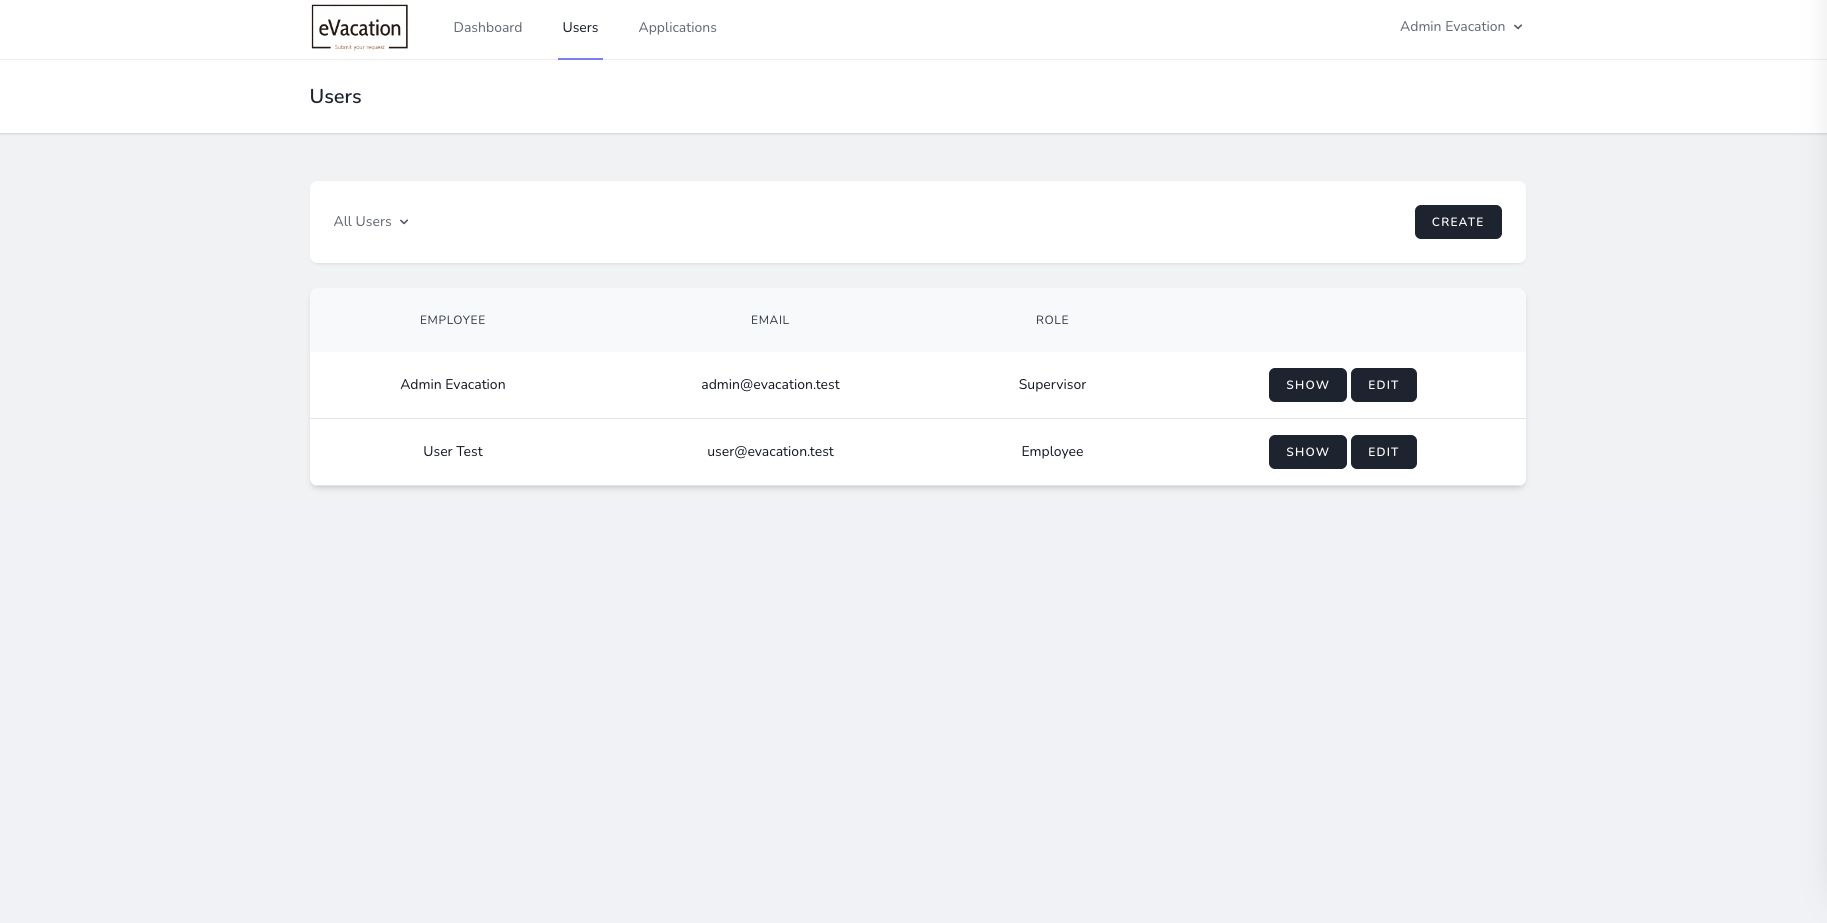 eVacation
Submit your request
Dashboard Users Applications Admin Evacation
Users
All Users CREATE
EMPLOYEE EMAIL ROLE
Admin Evacation admin@evacation.test Supervisor SHOW EDIT
User Test user@evacation.test Employee SHOW EDIT